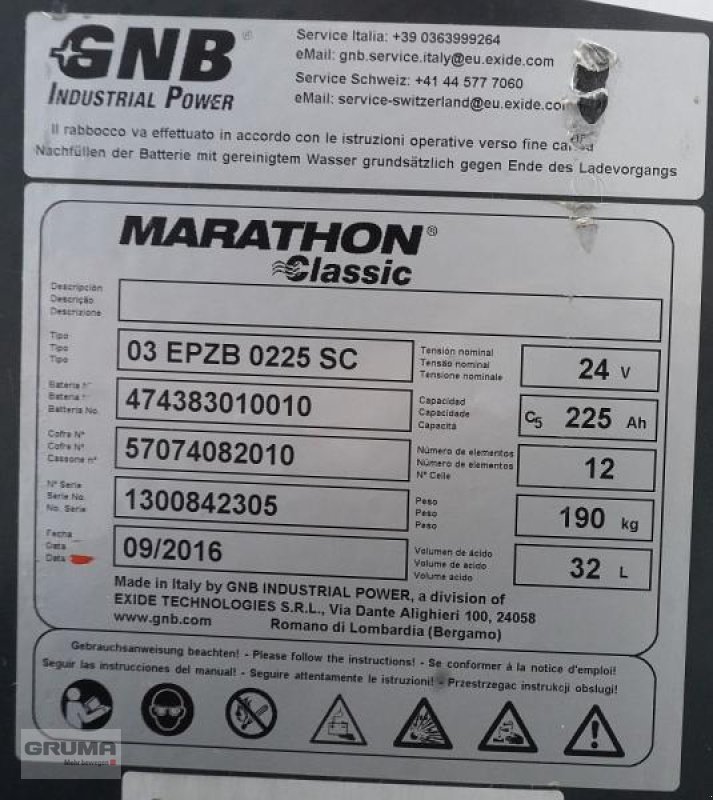 GNB®
INDUSTRIAL POWER
Service Italia: +39 0363999264
eMail: gnb.service.italy@eu.exide.com
Service Schweiz: +41 44 577 7060
eMail: service-switzerland@eu.exide.co
Il rabbocco va effettuato in accordo con le istruzioni operative verso fine
Nachfüllen der Batterie mit gereinigtem Wasser grundsätzlich gegen Ende des Ladevorgangs
MARATHON®
Classic
Descripción
Descrição
Descrizione
Tipo
Tipo
Tipo
03 EPZB 0225 SC
Tensión nominal
Tensão nominal
Tensione nominale
24 V
Batería N°
Bateria N°
Batteria No.
474383010010
Capacidad
Capacidade
Capacità
C5 225 Ah
Cofre N°
Cofre N°
Cassone n°
57074082010
Número de elementos
Número de elementos
N° Celle
12
N° Serie
Serie No.
No. Serie
1300842305
Peso
Peso
Peso
190 kg
Fecha
Data
Data
09/2016
Volumen de ácido
Volume de ácido
Volume acido
32 L
Made in Italy by GNB INDUSTRIAL POWER, a division of
EXIDE TECHNOLOGIES S.R.L., Via Dante Alighieri 100, 24058
www.gnb.com Romano di Lombardia (Bergamo)
Gebrauchsanweisung beachten! - Please follow the instructions! - Se conformer à la notice d'emploi!
Seguir las instrucciones del manual! - Seguire attentamente le istruzioni! - Przestrzegac instrukcji obslugi!
GRUMA
Mehr bewegen.